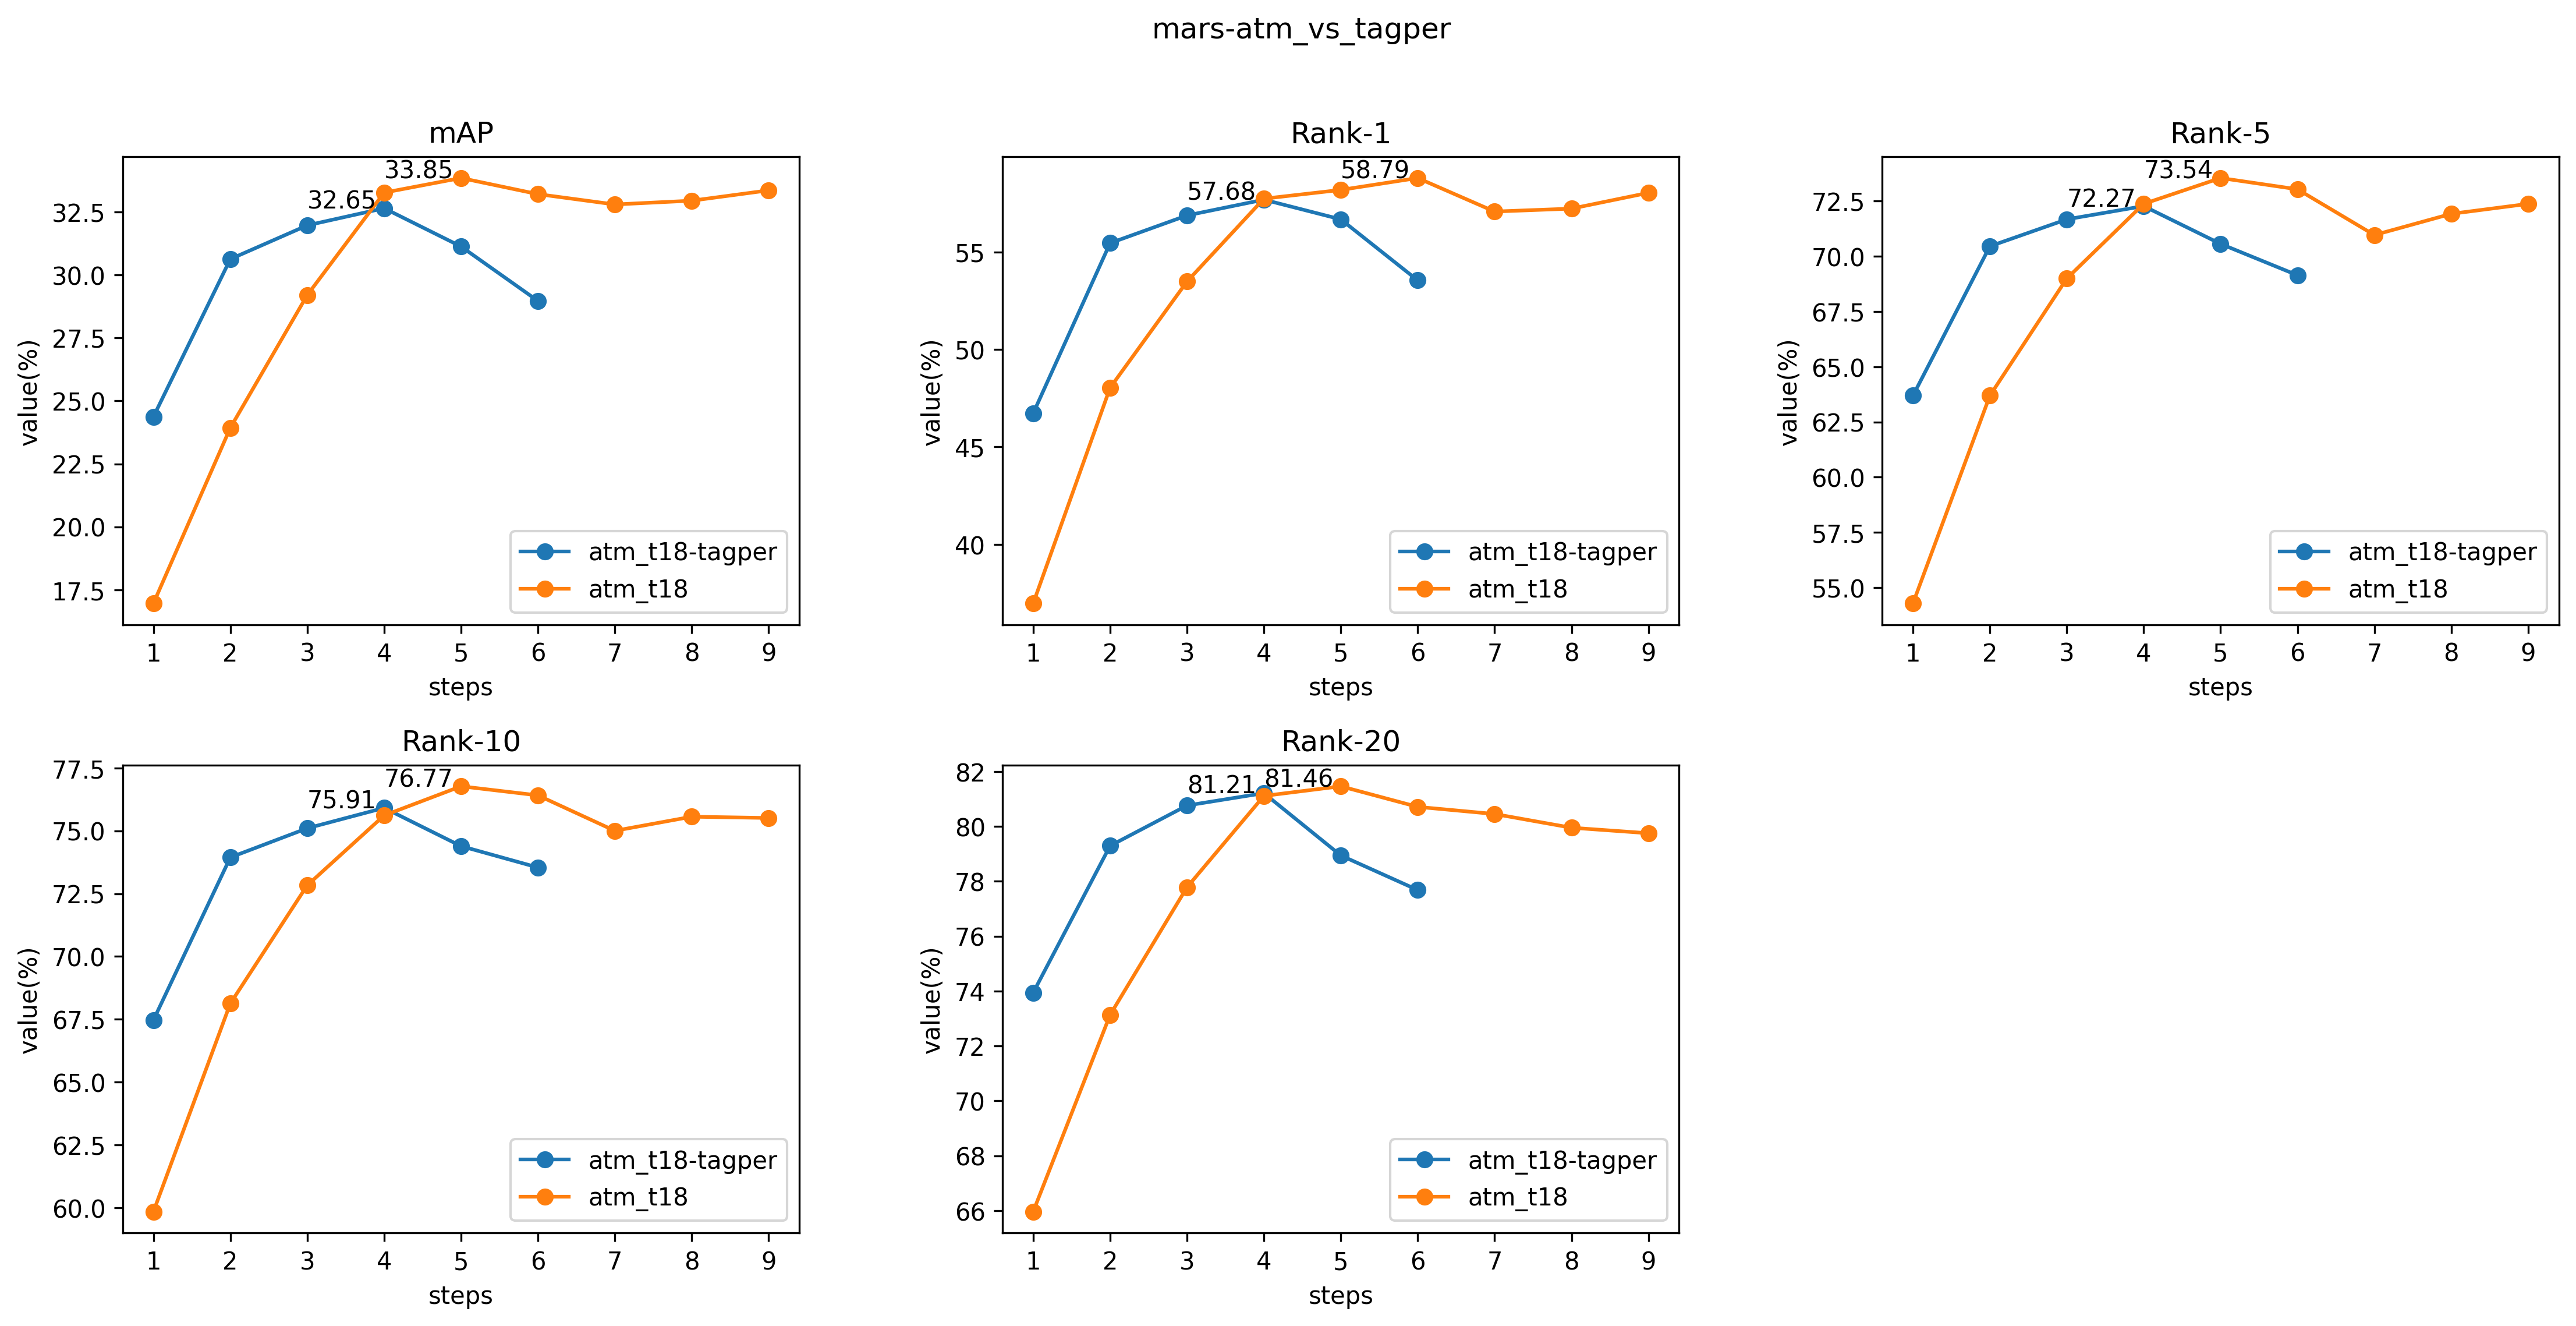 mars-atm_vs_tagper
mAP
value(%)
32.5
30.0
27.5
25.0
22.5
20.0
17.5
32.65
33.85
atm_t18-tagper
atm_t18
1 2 3 4 5 6 7 8 9
steps
Rank-1
value(%)
55
50
45
40
57.68
58.79
atm_t18-tagper
atm_t18
1 2 3 4 5 6 7 8 9
steps
Rank-5
value(%)
72.5
70.0
67.5
65.0
62.5
60.0
57.5
55.0
72.27
73.54
atm_t18-tagper
atm_t18
1 2 3 4 5 6 7 8 9
steps
Rank-10
value(%)
77.5
75.0
72.5
70.0
67.5
65.0
62.5
60.0
75.91
76.77
atm_t18-tagper
atm_t18
1 2 3 4 5 6 7 8 9
steps
Rank-20
value(%)
82
80
78
76
74
72
70
68
66
81.21
81.46
atm_t18-tagper
atm_t18
1 2 3 4 5 6 7 8 9
steps